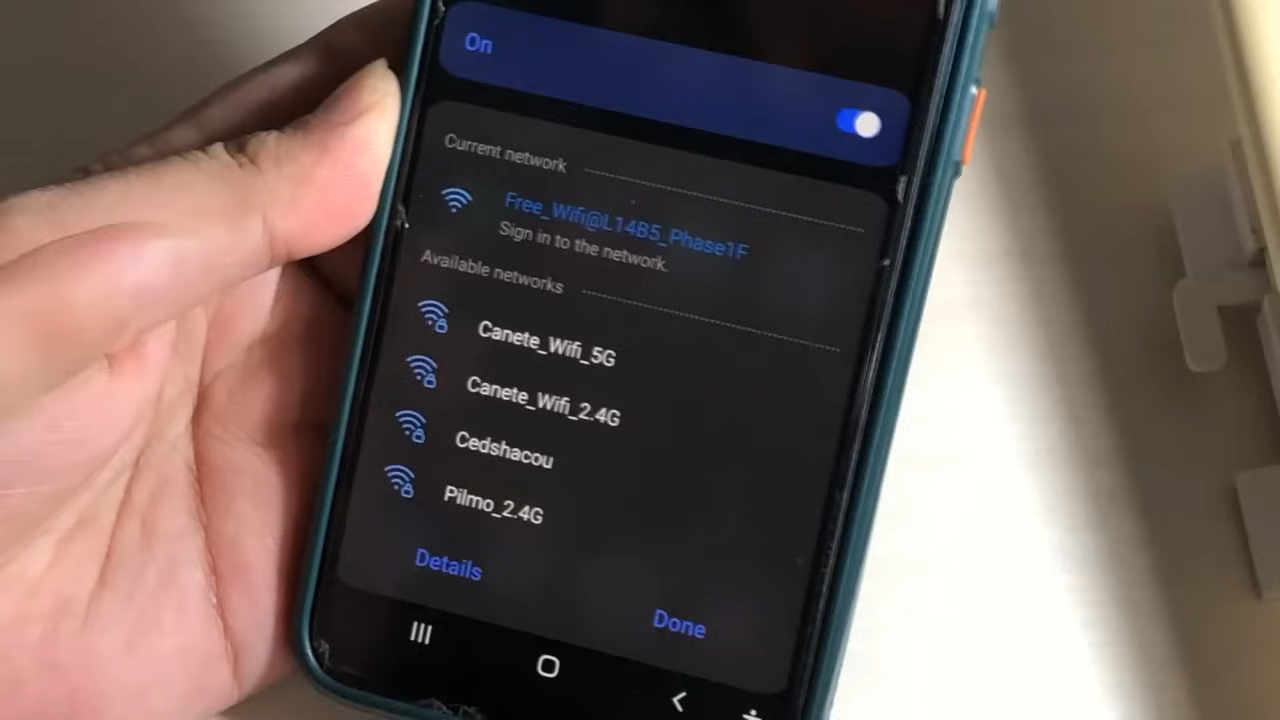 On
Current network
Free_Wifi@L14B5_Phase1F
Sign in to the network.
Available networks
Canete_Wifi_5G
Canete_Wifi_2.4G
Cedshacou
Pilmo_2.4G
Details
Done